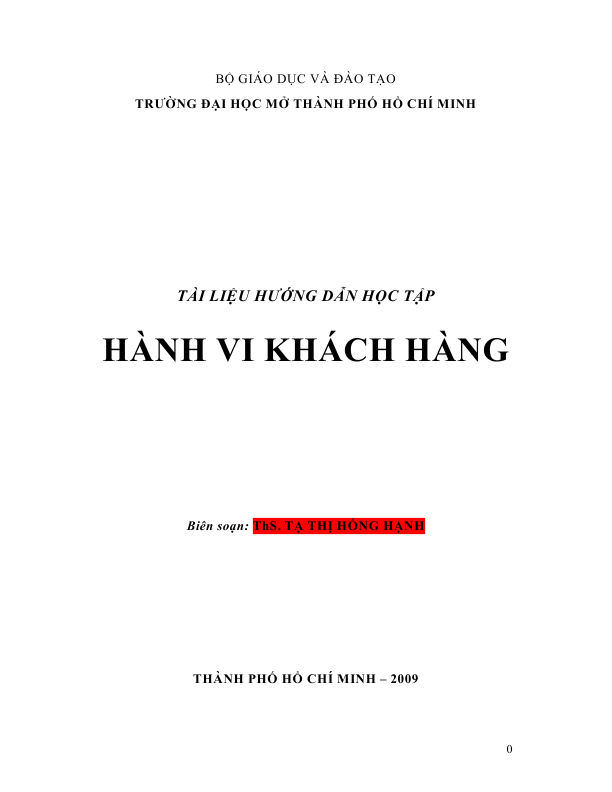 BỘ GIÁO DỤC VÀ ĐÀO TẠO
TRƯỜNG ĐẠI HỌC MỞ THÀNH PHỐ HỒ CHÍ MINH
TÀI LIỆU HƯỚNG DẪN HỌC TẬP
HÀNH VI KHÁCH HÀNG
Biên soạn: ThS. TẠ THỊ HỒNG HẠNH
THÀNH PHỐ HỒ CHÍ MINH – 2009
0